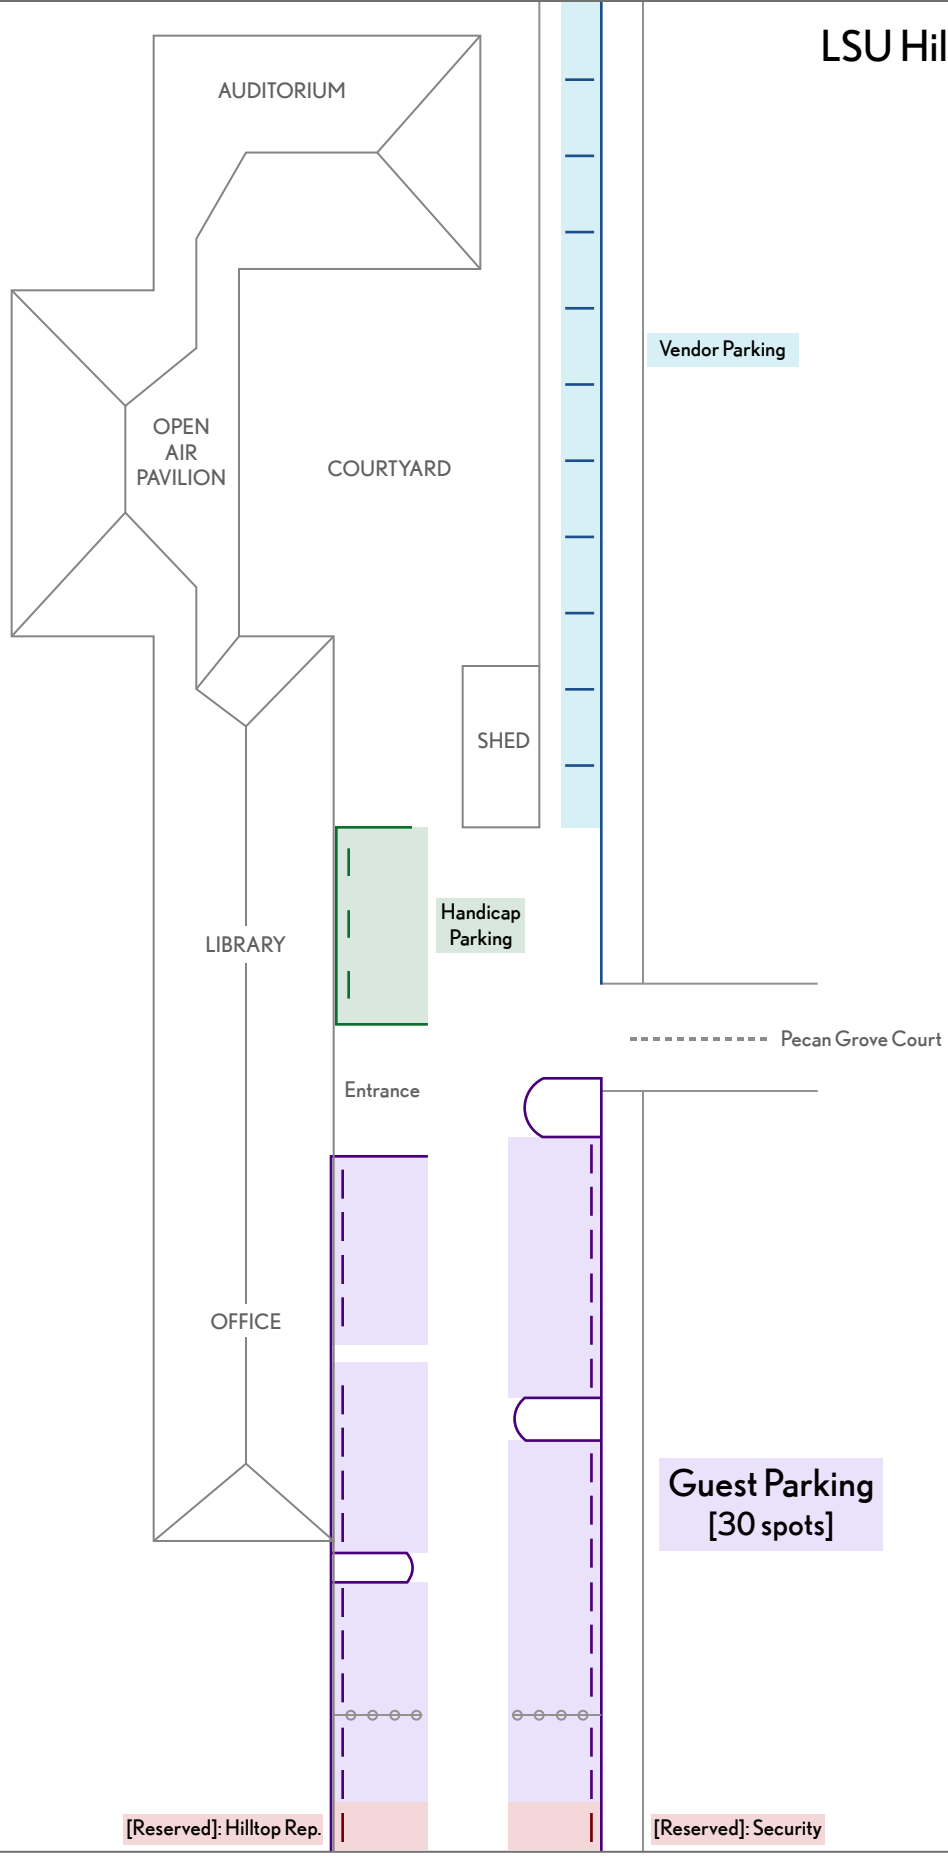 LSU Hil
AUDITORIUM
Vendor Parking
OPEN
AIR
PAVILION
COURTYARD
SHED
Handicap
Parking
LIBRARY
Pecan Grove Court
Entrance
OFFICE
Guest Parking
[30 spots]
[Reserved]: Hilltop Rep.
[Reserved]: Security